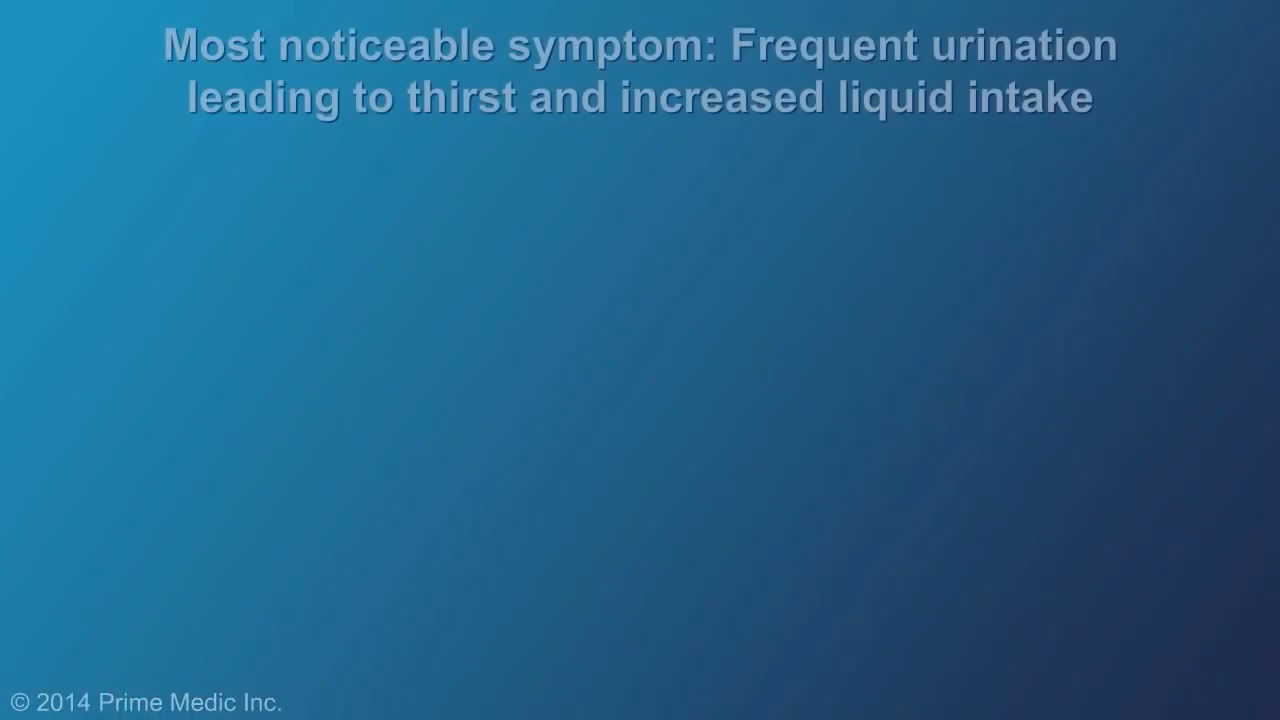 Most noticeable symptom: Frequent urination
leading to thirst and increased liquid intake
© 2014 Prime Medic Inc.